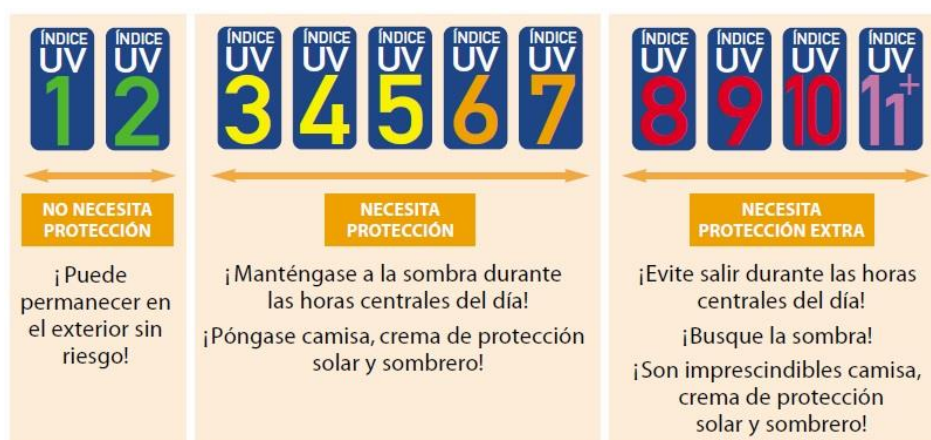 ÍNDICE
UV
1
ÍNDICE
UV
2
NO NECESITA
PROTECCIÓN
¡Puede
permanecer en
el exterior sin
riesgo!
ÍNDICE
UV
3
ÍNDICE
UV
4
ÍNDICE
UV
5
ÍNDICE
UV
6
ÍNDICE
UV
7
NECESITA
PROTECCIÓN
¡Manténgase a la sombra durante
las horas centrales del día!
¡Póngase camisa, crema de protección
solar y sombrero!
ÍNDICE
UV
8
ÍNDICE
UV
9
ÍNDICE
UV
10
ÍNDICE
UV
11+
NECESITA
PROTECCIÓN EXTRA
¡Evite salir durante las horas
centrales del día!
¡Busque la sombra!
¡Son imprescindibles camisa,
crema de protección
solar y sombrero!